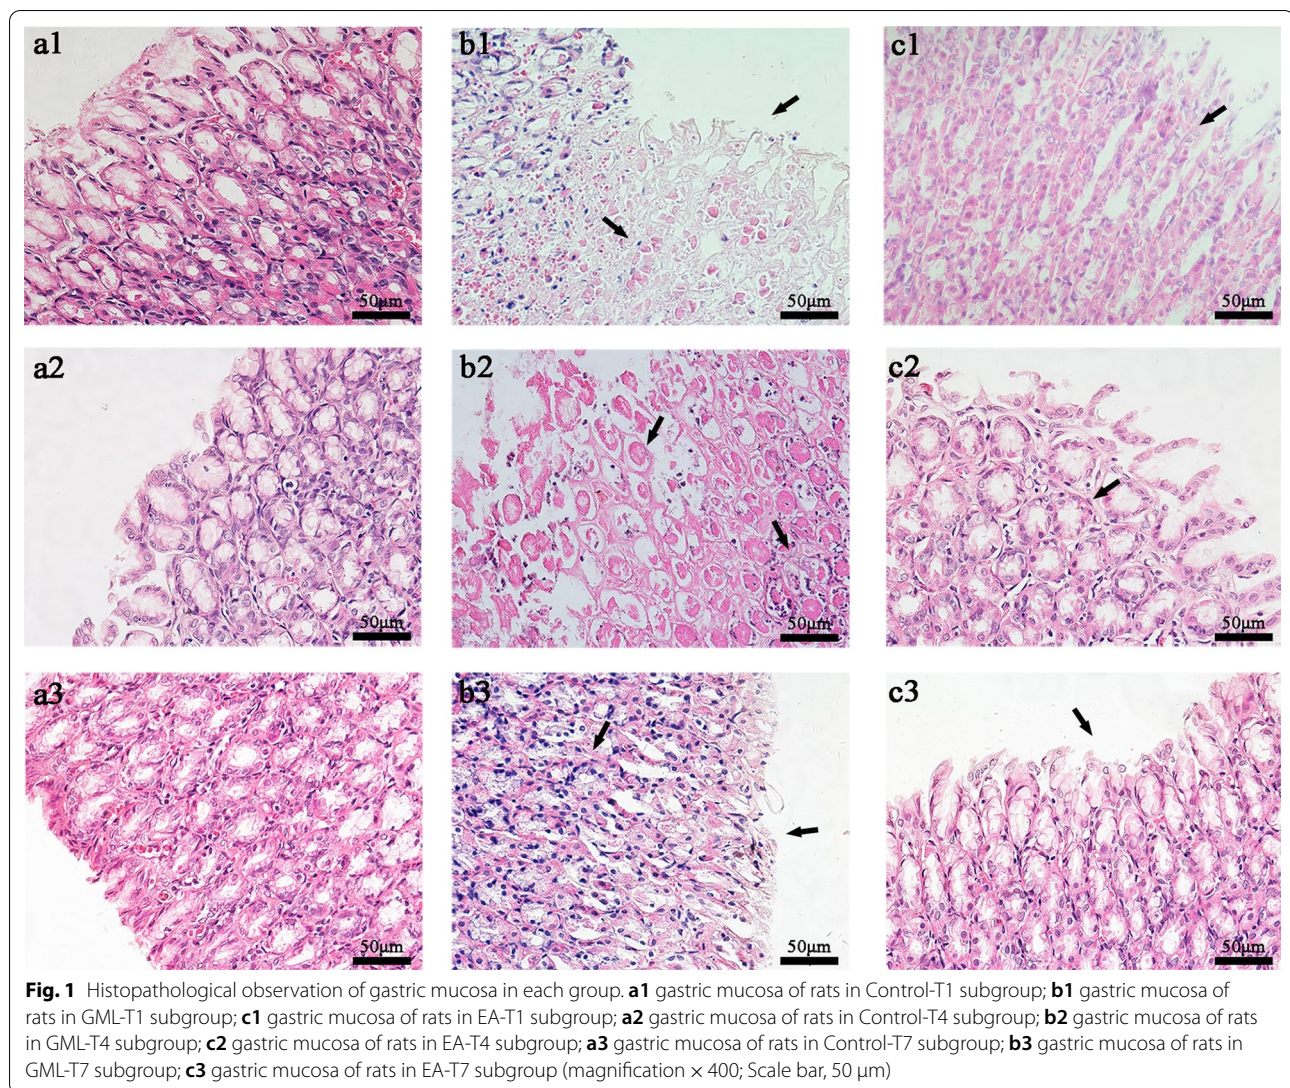 a1
b1
c1
50μm
50μm
50μm
a2
b2
c2
50μm
50μm
50μm
a3
b3
c3
50μm
50μm
50μm
Fig. 1 Histopathological observation of gastric mucosa in each group. a1 gastric mucosa of rats in Control-T1 subgroup; b1 gastric mucosa of
rats in GML-T1 subgroup; c1 gastric mucosa of rats in EA-T1 subgroup; a2 gastric mucosa of rats in Control-T4 subgroup; b2 gastric mucosa of rats
in GML-T4 subgroup; c2 gastric mucosa of rats in EA-T4 subgroup; a3 gastric mucosa of rats in Control-T7 subgroup; b3 gastric mucosa of rats in
GML-T7 subgroup; c3 gastric mucosa of rats in EA-T7 subgroup (magnification × 400; Scale bar, 50 μm)